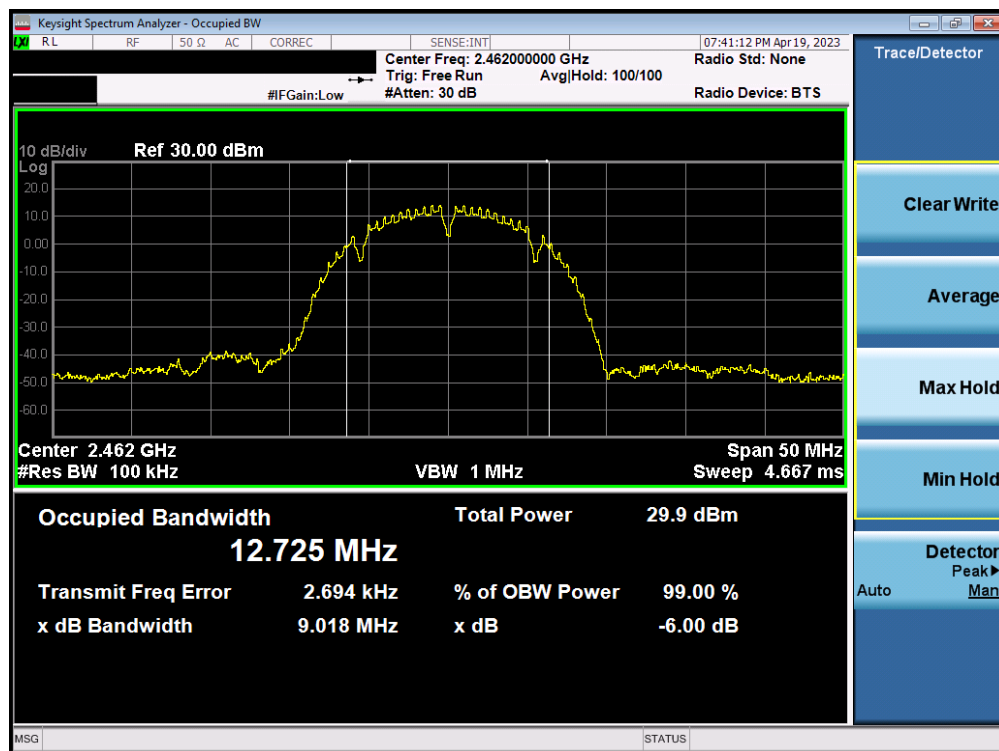 Keysight Spectrum Analyzer - Occupied BW
LXI RL RF 50 Ω AC CORREC SENSE:INT 07:41:12 PM Apr 19, 2023
Center Freq: 2.462000000 GHz Radio Std: None
Trig: Free Run Avg|Hold: 100/100
#IFGain:Low #Atten: 30 dB Radio Device: BTS
10 dB/div Ref 30.00 dBm
Log
20.0
10.0
0.00
-10.0
-20.0
-30.0
-40.0
-50.0
-60.0
Center 2.462 GHz Span 50 MHz
#Res BW 100 kHz VBW 1 MHz Sweep 4.667 ms
Occupied Bandwidth Total Power 29.9 dBm
12.725 MHz
Transmit Freq Error 2.694 kHz % of OBW Power 99.00 %
x dB Bandwidth 9.018 MHz x dB -6.00 dB
MSG STATUS
Trace/Detector
Clear Write
Average
Max Hold
Min Hold
Detector
Peak▶
Auto Man